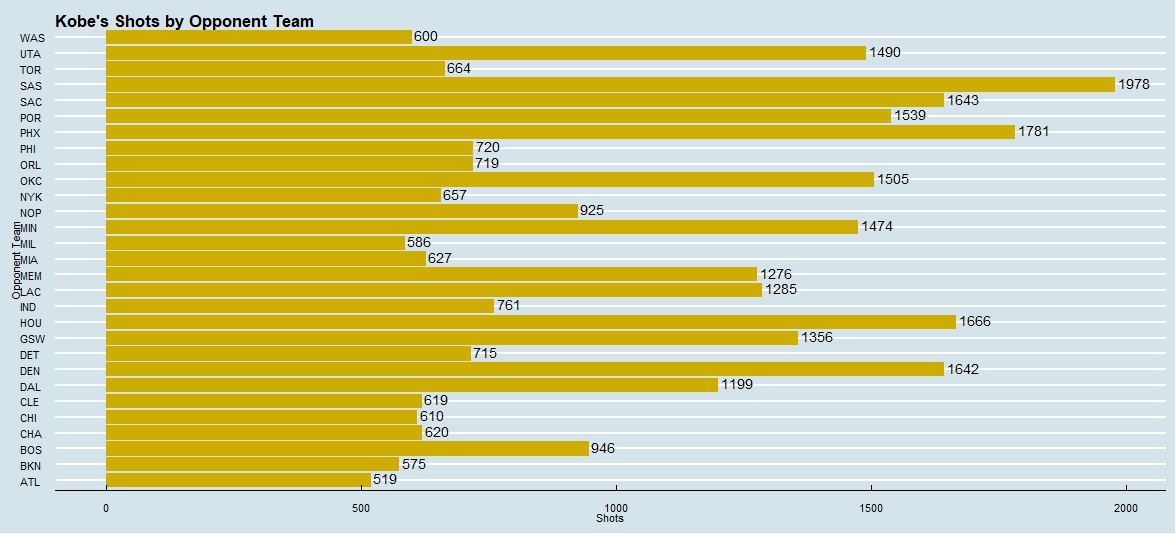 Kobe's Shots by Opponent Team
WAS 600
UTA 1490
TOR 664
SAS 1978
SAC 1643
POR 1539
PHX 1781
PHI 720
ORL 719
OKC 1505
NYK 657
NOP 925
MIN 1474
MIL 586
MIA 627
MEM 1276
LAC 1285
IND 761
HOU 1666
GSW 1356
DET 715
DEN 1642
DAL 1199
CLE 619
CHI 610
CHA 620
BOS 946
BKN 575
ATL 519
Opponent Team
0 500 1000 1500 2000
Shots